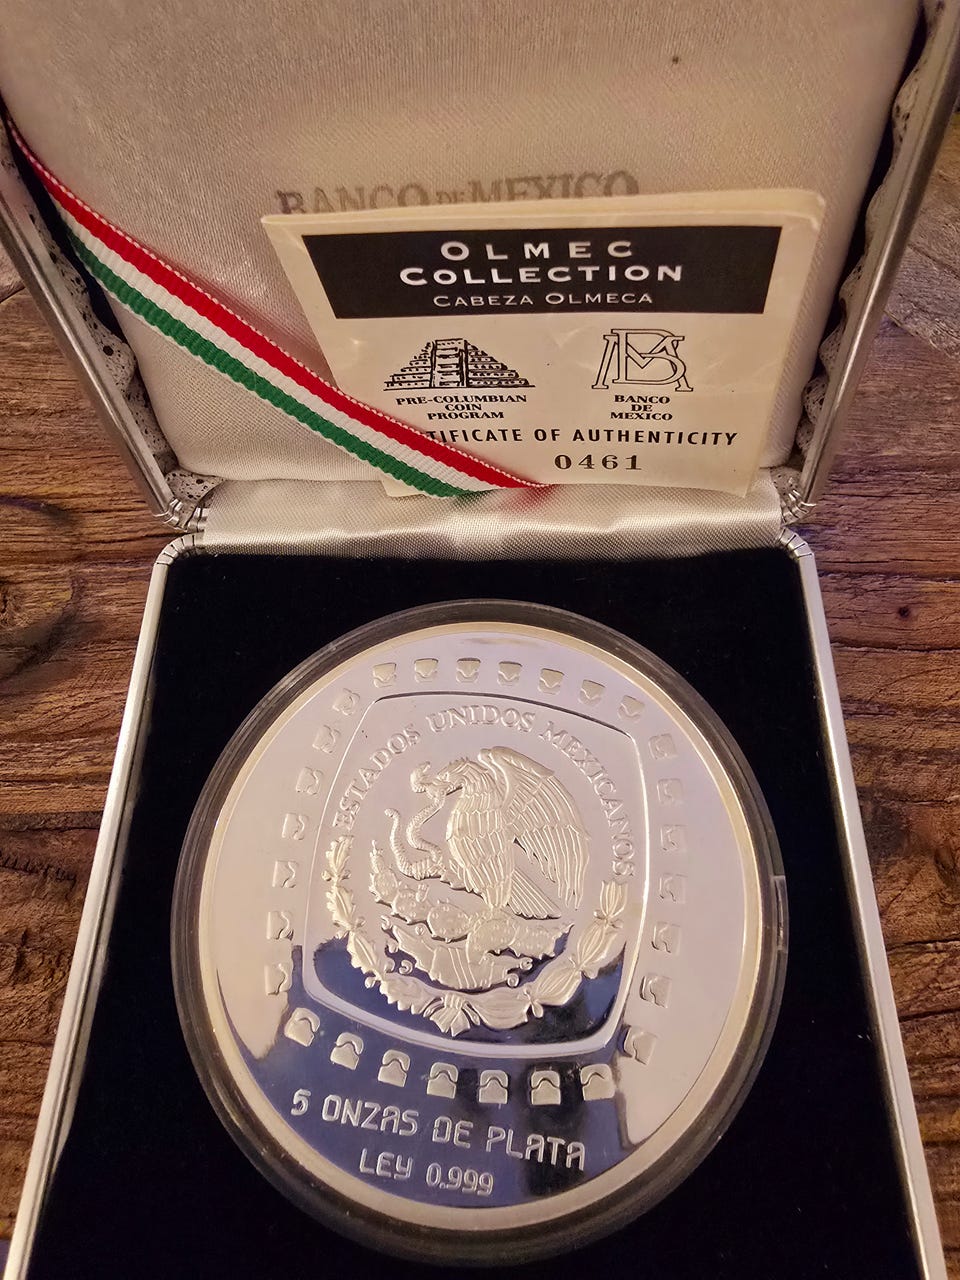 BANCO DE MEXICO
OLMEC
COLLECTION
CABEZA OLMECA
PRE-COLUMBIAN
COIN
PROGRAM
BM
BANCO
DE
MEXICO
TIFICATE OF AUTHENTICITY
0461
ESTADOS UNIDOS MEXICANOS
5 ONZAS DE PLATA
LEY 0.999